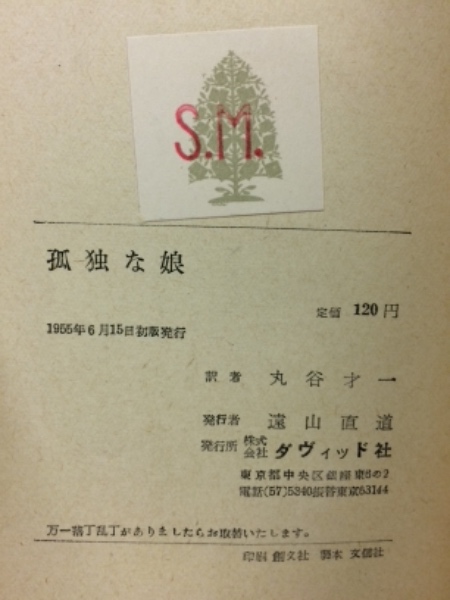 S.M.
孤独な娘
定価 120円
1955年6月15日初版発行
訳者 丸谷才一
発行者 遠山直道
発行所 株式会社 ダヴィッド社
東京都中央区銀座東6の2
電話(57)5340振替東京63144
万一落丁乱丁がありましたらお取替いたします。
印刷 創文社 製本 文信社